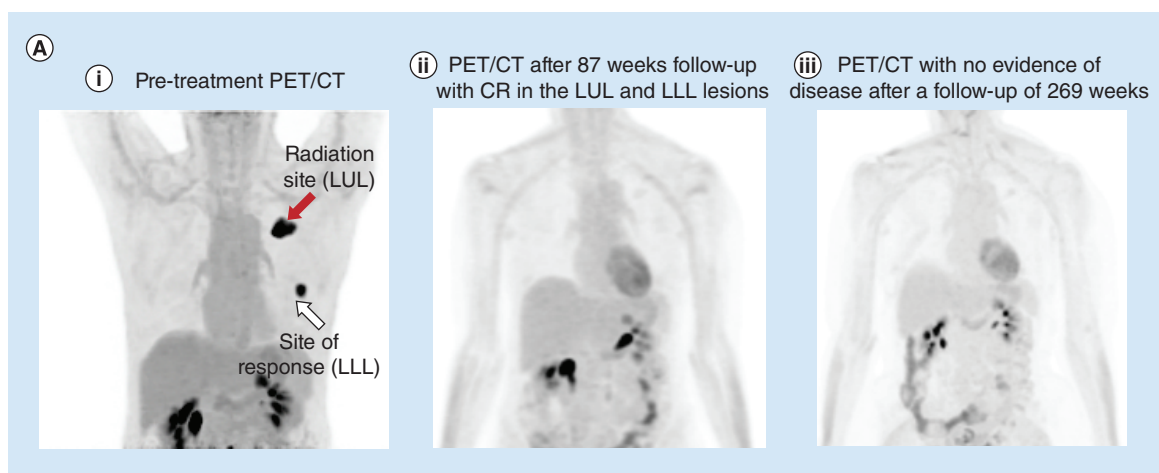 A
i Pre-treatment PET/CT
Radiation
site (LUL)
Site of
response (LLL)
ii PET/CT after 87 weeks follow-up
with CR in the LUL and LLL lesions
iii PET/CT with no evidence of
disease after a follow-up of 269 weeks